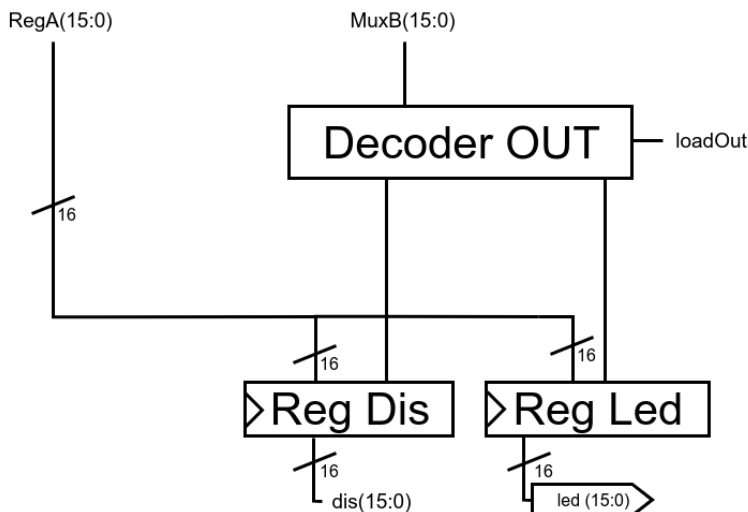 RegA(15:0)
MuxB(15:0)
Decoder OUT
loadOut
16
16
16
Reg Dis
Reg Led
16
16
dis(15:0)
led (15:0)